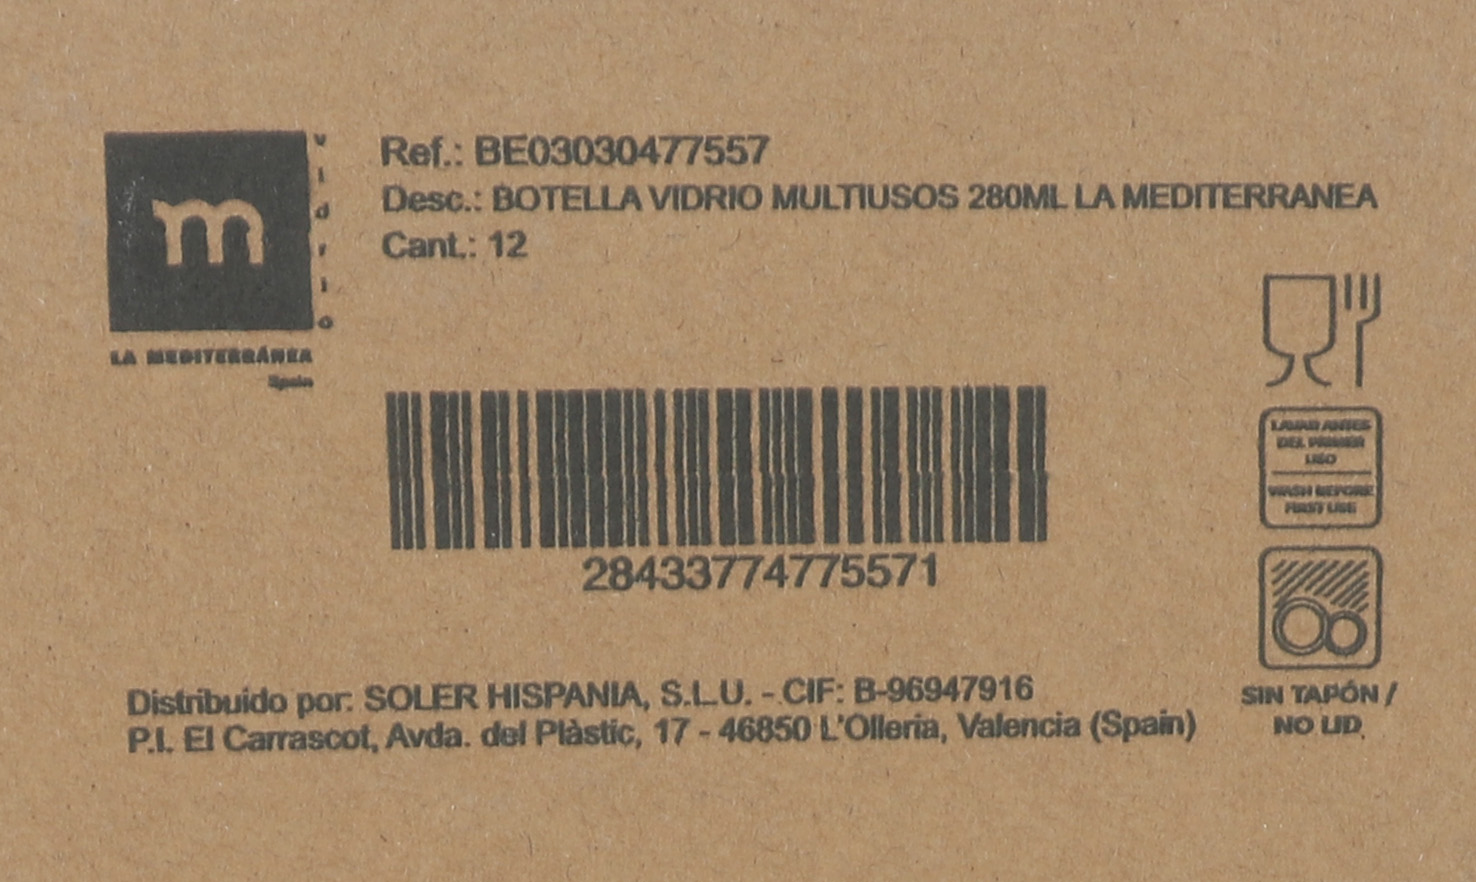 m
vidrio
LA MEDITERRÁNEA
Spain
Ref.: BE03030477557
Desc.: BOTELLA VIDRIO MULTIUSOS 280ML LA MEDITERRANEA
Cant.: 12
28433774775571
LAVAR ANTES
DEL PRIMER
USO
WASH BEFORE
FIRST USE
SIN TAPÓN /
NO LID
Distribuido por: SOLER HISPANIA, S.L.U. - CIF: B-96947916
P.I. El Carrascot, Avda. del Plàstic, 17 - 46850 L'Olleria, Valencia (Spain)